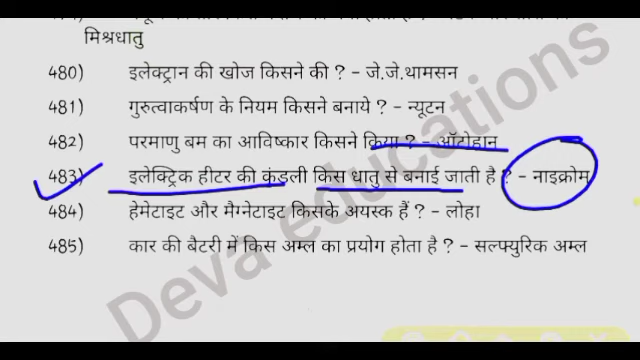 मिश्रधातु
480) इलेक्ट्रान की खोज किसने की ? - जे.जे.थामसन
481) गुरुत्वाकर्षण के नियम किसने बनाये ? - न्यूटन
482) परमाणु बम का आविष्कार किसने किया ? - ऑटोहान
483) इलेक्ट्रिक हीटर की कंडली किस धातु से बनाई जाती है ? - नाइक्रोम
484) हेमेटाइट और मैग्नेटाइट किसके अयस्क हैं ? - लोहा
485) कार की बैटरी में किस अम्ल का प्रयोग होता है ? - सल्फ्युरिक अम्ल
Deva education